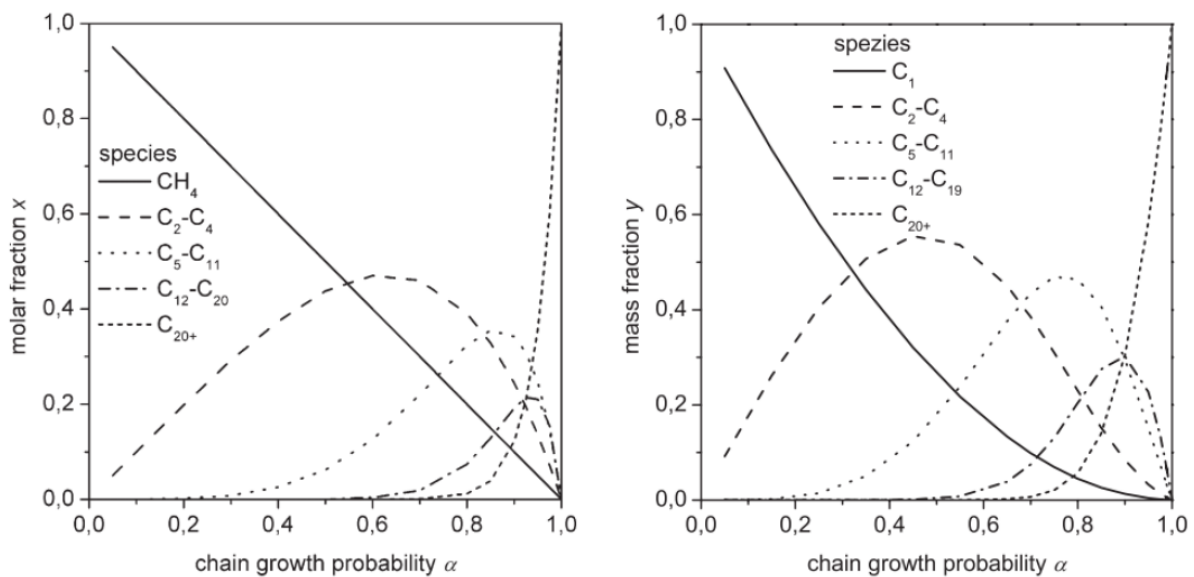 1,0
0,8
0,6
0,4
0,2
0,0
molar fraction x
species
CH₄
C₂-C₄
C₅-C₁₁
C₁₂-C₂₀
C₂₀₊
0,0 0,2 0,4 0,6 0,8 1,0
chain growth probability α
1,0
0,8
0,6
0,4
0,2
0,0
mass fraction y
spezies
C₁
C₂-C₄
C₅-C₁₁
C₁₂-C₁₉
C₂₀₊
0,0 0,2 0,4 0,6 0,8 1,0
chain growth probability α